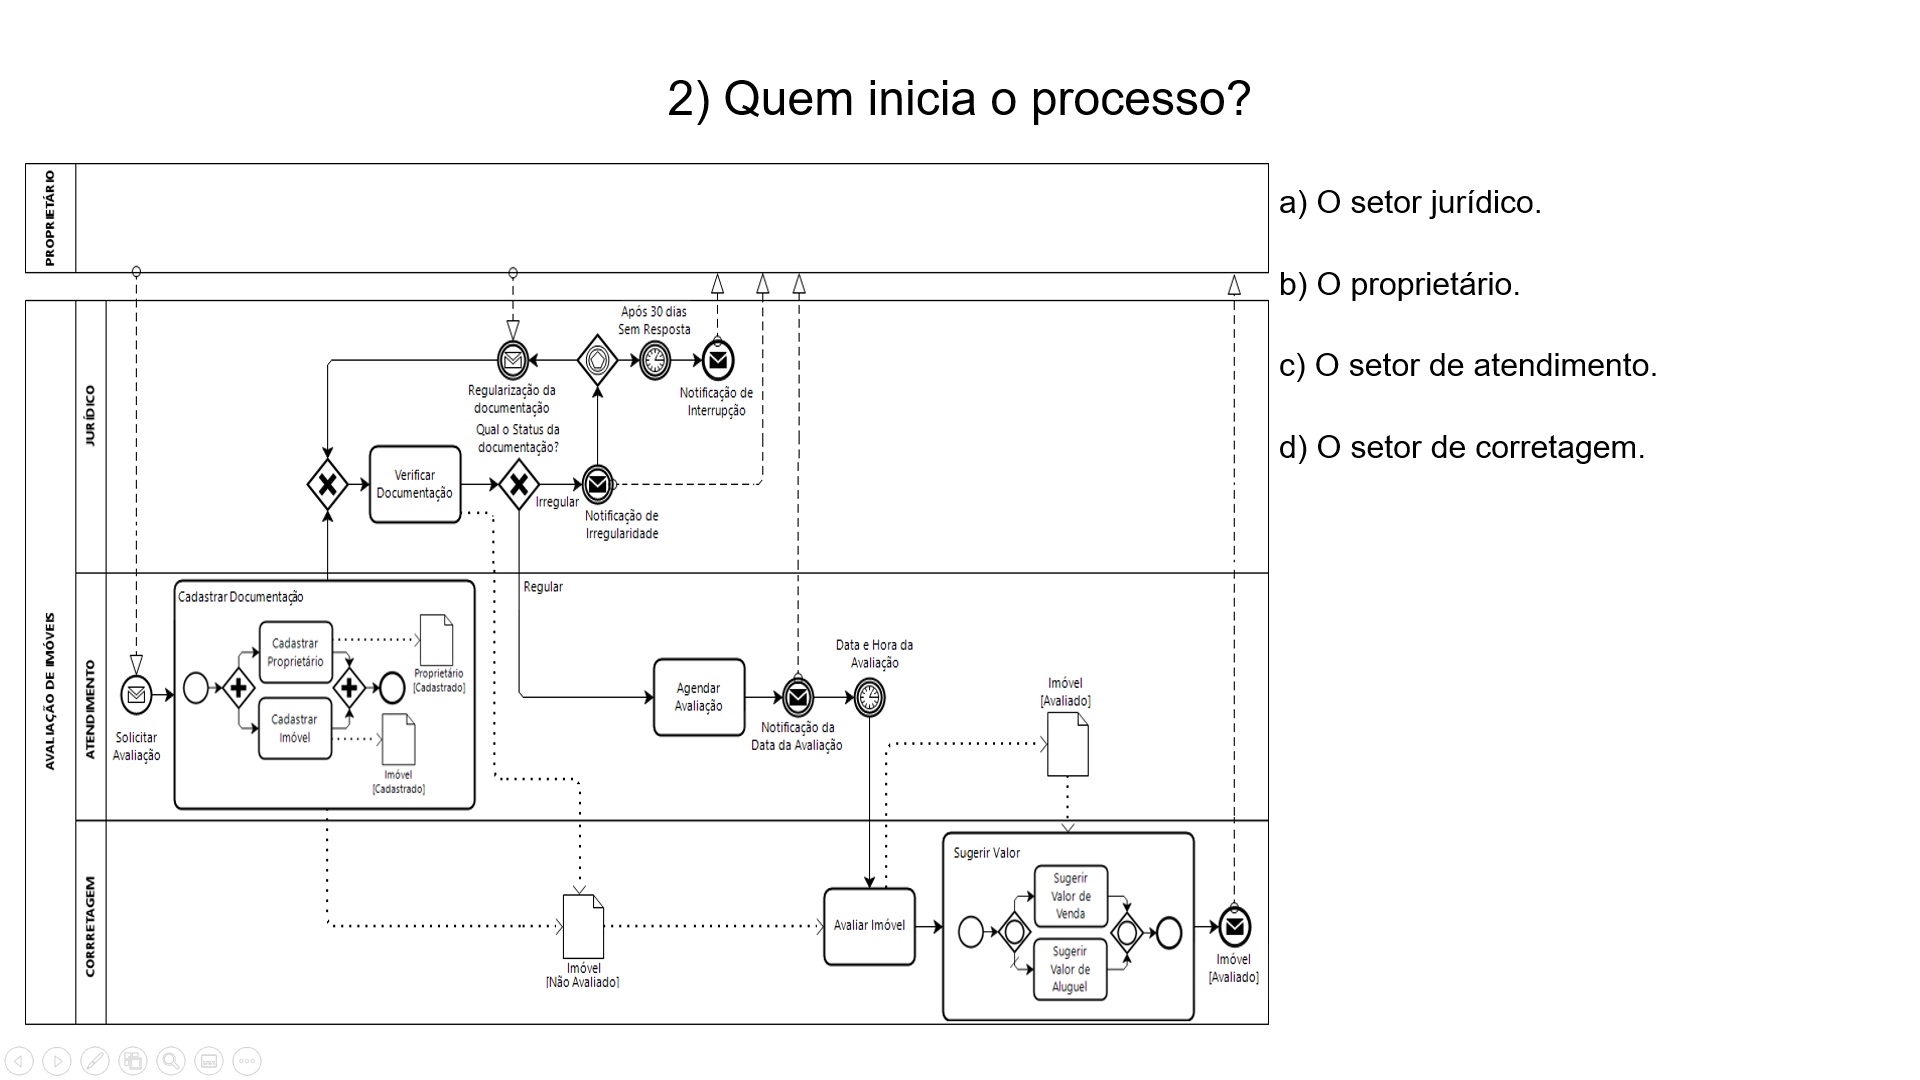 2) Quem inicia o processo?
PROPRIETÁRIO
a) O setor jurídico.
b) O proprietário.
c) O setor de atendimento.
d) O setor de corretagem.
AVALIAÇÃO DE IMÓVEIS
JURÍDICO
Após 30 dias
Sem Resposta
Regularização da
documentação
Notificação de
Interrupção
Qual o Status da
documentação?
Verificar
Documentação
Irregular
Notificação de
Irregularidade
ATENDIMENTO
Regular
Cadastrar Documentação
Cadastrar
Proprietário
Proprietário
[Cadastrado]
Cadastrar
Imóvel
Imóvel
[Cadastrado]
Solicitar
Avaliação
Agendar
Avaliação
Notificação da
Data da Avaliação
Data e Hora da
Avaliação
Imóvel
[Avaliado]
CORRETAGEM
Imóvel
[Não Avaliado]
Avaliar Imóvel
Sugerir Valor
Sugerir
Valor de
Venda
Sugerir
Valor de
Aluguel
Imóvel
[Avaliado]